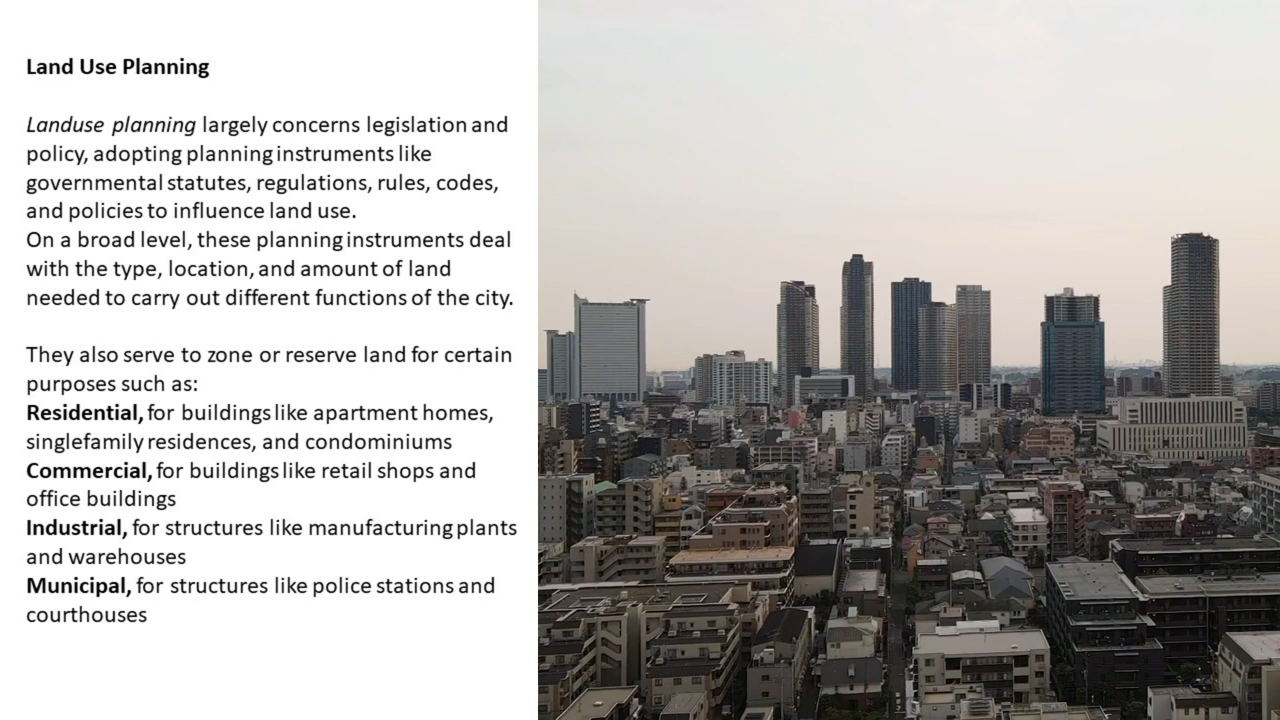 Land Use Planning
Landuse planning largely concerns legislation and
policy, adopting planning instruments like
governmental statutes, regulations, rules, codes,
and policies to influence land use.
On a broad level, these planning instruments deal
with the type, location, and amount of land
needed to carry out different functions of the city.
They also serve to zone or reserve land for certain
purposes such as:
Residential, for buildings like apartment homes,
singlefamily residences, and condominiums
Commercial, for buildings like retail shops and
office buildings
Industrial, for structures like manufacturing plants
and warehouses
Municipal, for structures like police stations and
courthouses